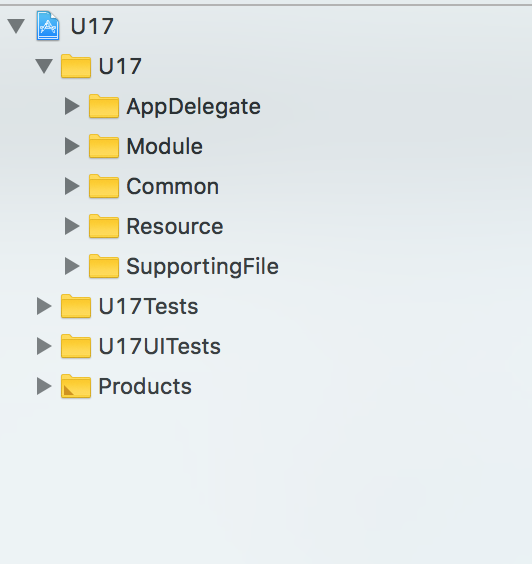 U17
U17
AppDelegate
Module
Common
Resource
SupportingFile
U17Tests
U17UITests
Products